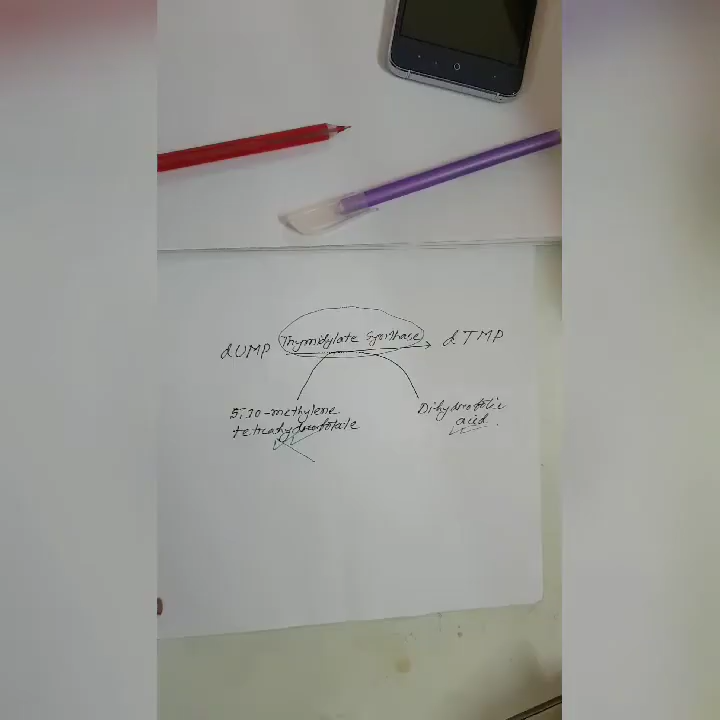 dUMP Thymidylate Synthase dTMP
5,10-methylene
tetrahydrofolate
Dihydrofolic
acid.